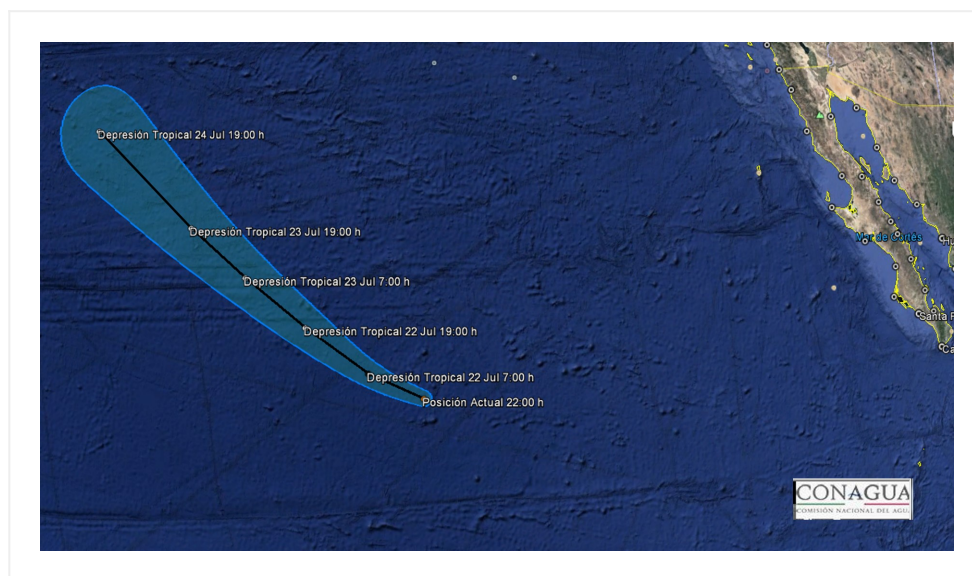 Depresión Tropical 24 Jul 19:00 h
Depresión Tropical 23 Jul 19:00 h
Mar de Cortés
Depresión Tropical 23 Jul 7:00 h
Santa
Depresión Tropical 22 Jul 19:00 h
Depresión Tropical 22 Jul 7:00 h
Posición Actual 22:00 h
CONAGUA
COMISIÓN NACIONAL DEL AGUA